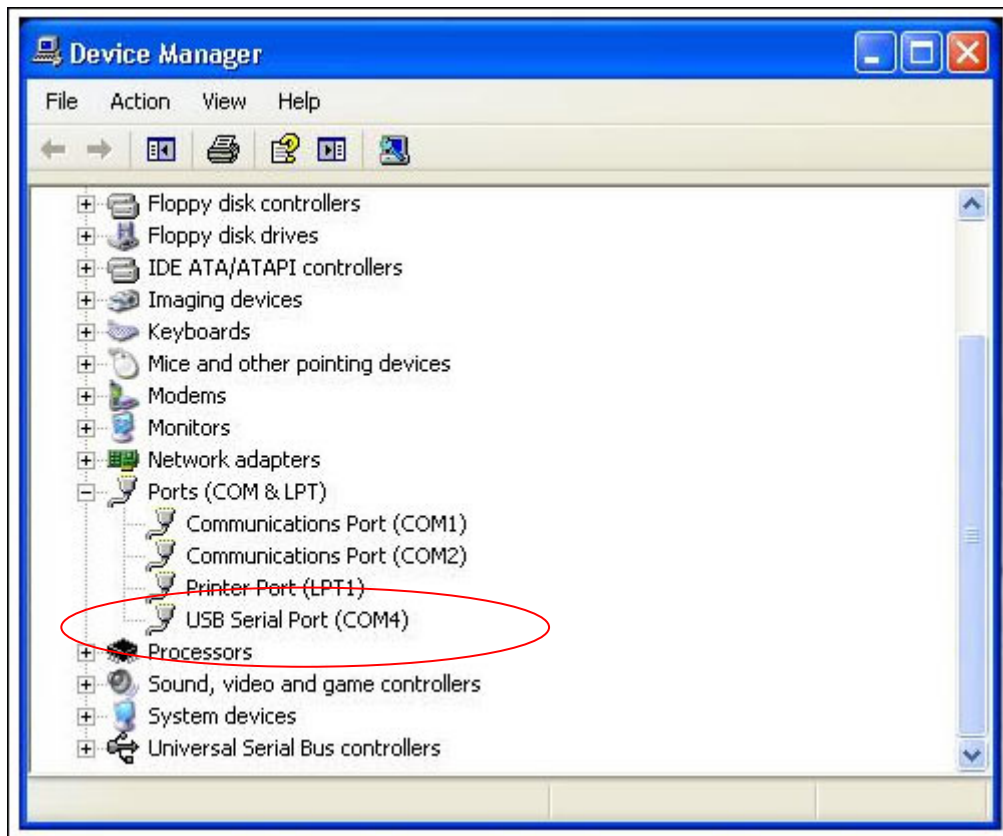 Device Manager
File Action View Help
Floppy disk controllers
Floppy disk drives
IDE ATA/ATAPI controllers
Imaging devices
Keyboards
Mice and other pointing devices
Modems
Monitors
Network adapters
Ports (COM & LPT)
Communications Port (COM1)
Communications Port (COM2)
Printer Port (LPT1)
USB Serial Port (COM4)
Processors
Sound, video and game controllers
System devices
Universal Serial Bus controllers